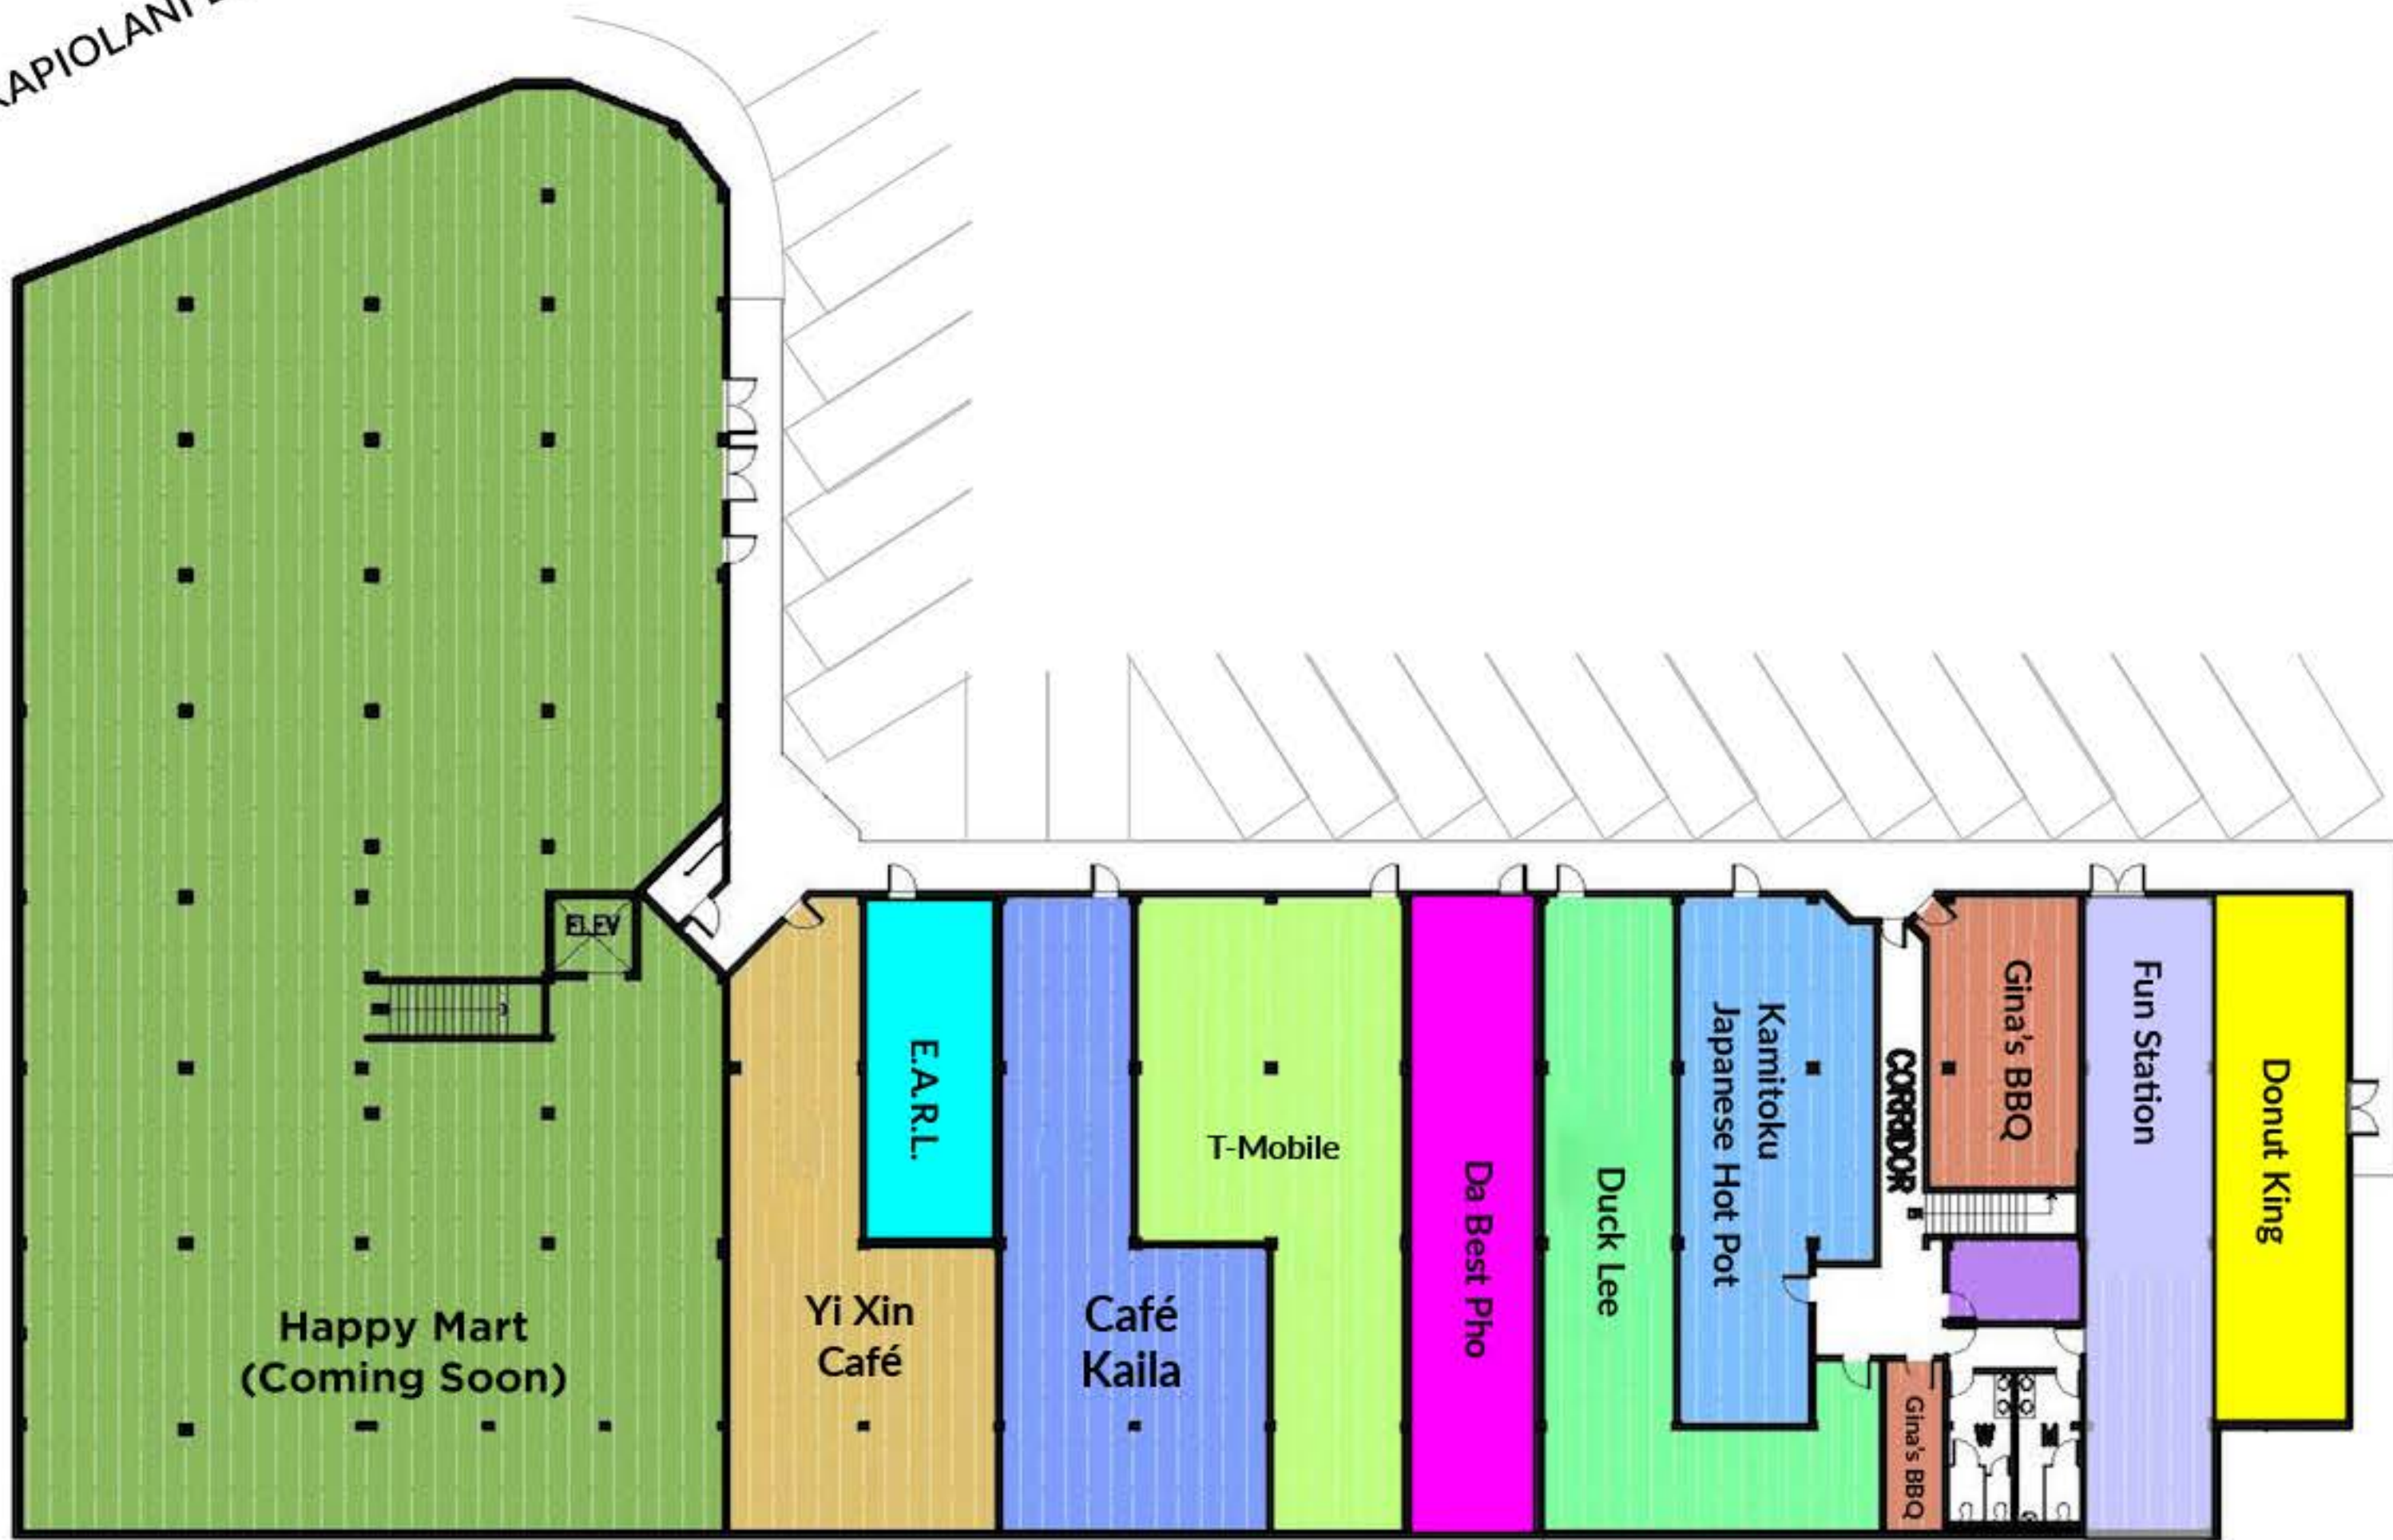 ELEV
Happy Mart
(Coming Soon)
Yi Xin
Café
E.A.R.L.
Café
Kaila
T-Mobile
Da Best Pho
Duck Lee
Kamitoku
Japanese Hot Pot
CORRIDOR
Gina's BBQ
Gina's BBQ
W
M
Fun Station
Donut King